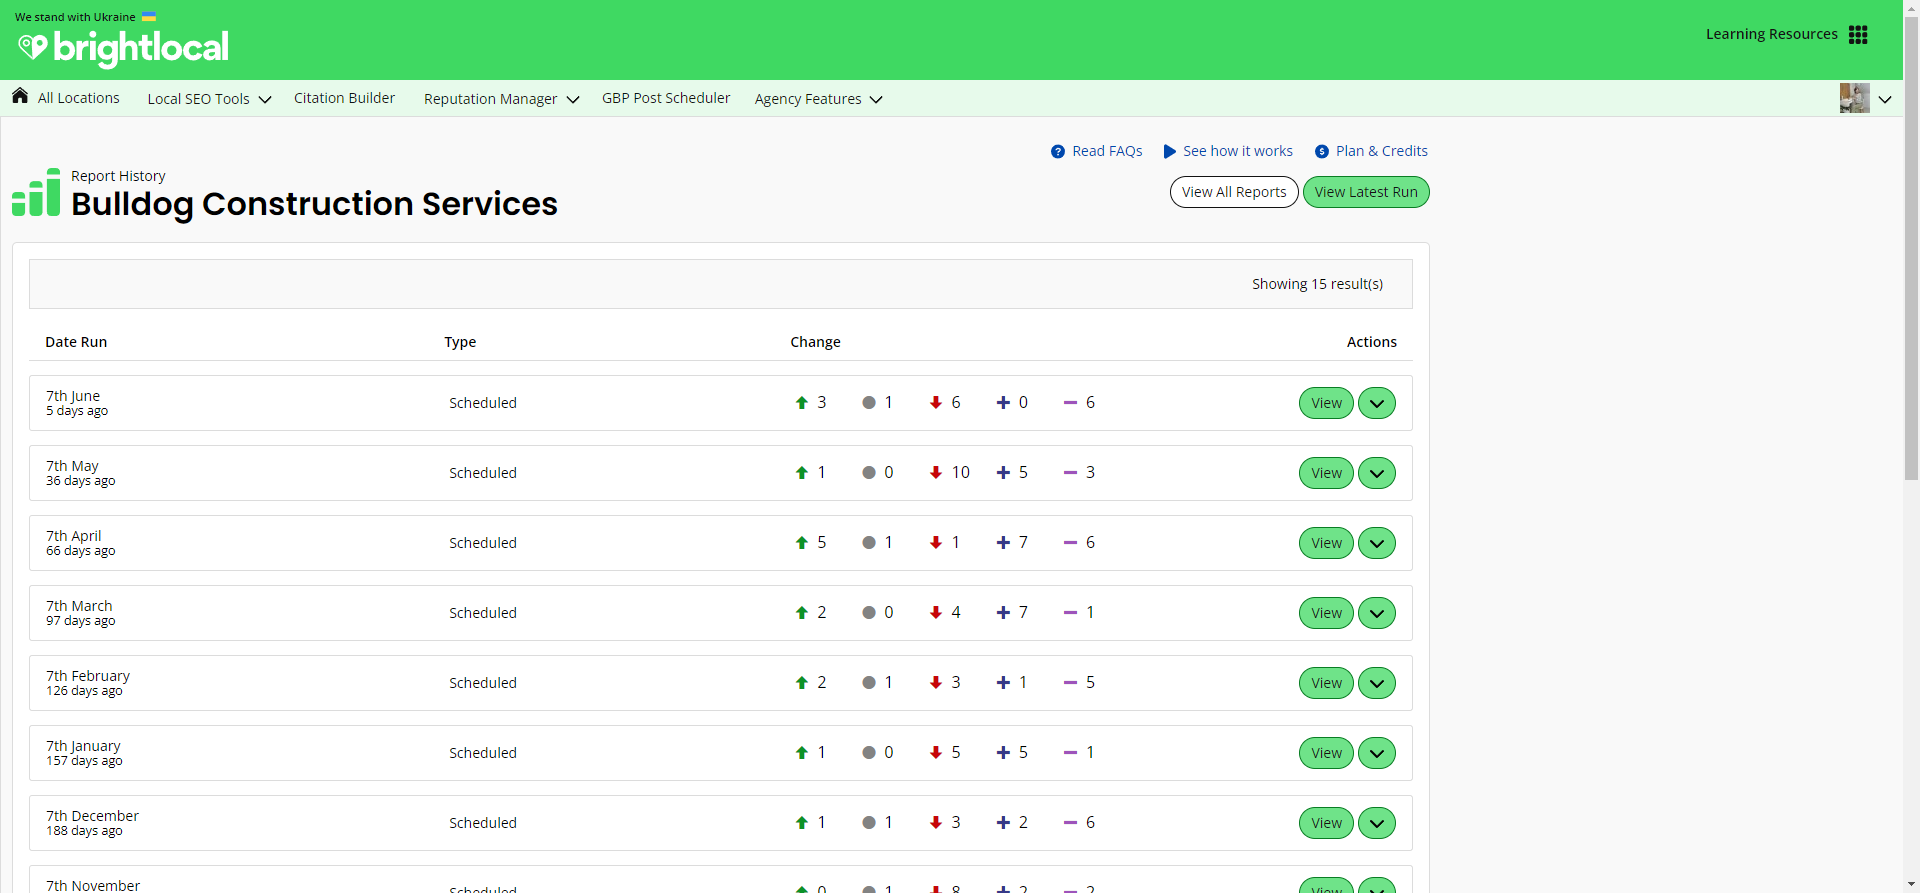 We stand with Ukraine
brightlocal
Learning Resources
All Locations Local SEO Tools Citation Builder Reputation Manager GBP Post Scheduler Agency Features
Read FAQs See how it works Plan & Credits
Report History
Bulldog Construction Services
View All Reports View Latest Run
Showing 15 result(s)
Date Run Type Change Actions
7th June
5 days ago
Scheduled 3 1 6 0 6 View
7th May
36 days ago
Scheduled 1 0 10 5 3 View
7th April
66 days ago
Scheduled 5 1 1 7 6 View
7th March
97 days ago
Scheduled 2 0 4 7 1 View
7th February
126 days ago
Scheduled 2 1 3 1 5 View
7th January
157 days ago
Scheduled 1 0 5 5 1 View
7th December
188 days ago
Scheduled 1 1 3 2 6 View
7th November
Scheduled 0 1 8 2 2 View